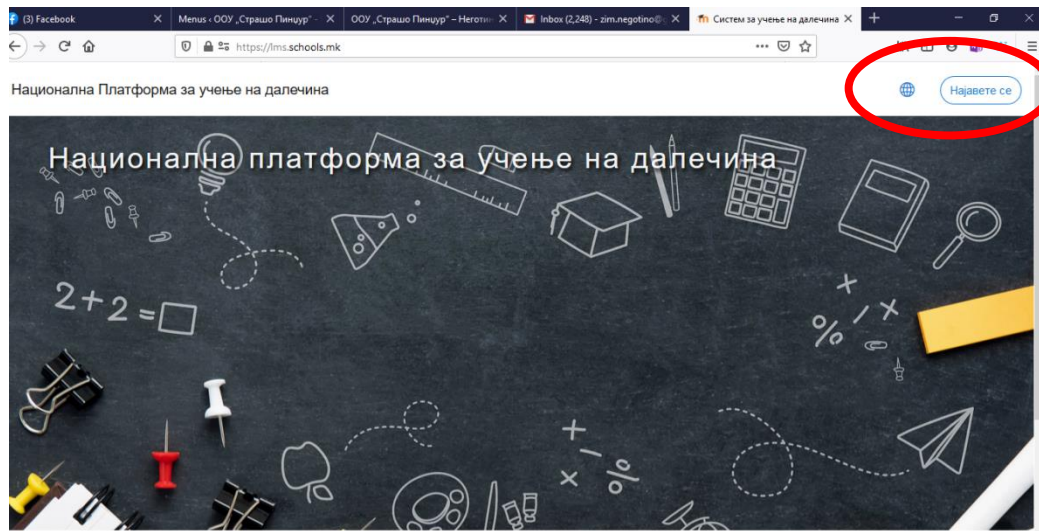 (3) Facebook
Menus ‹ ООУ „Страшо Пинџур“ –
ООУ „Страшо Пинџур“ – Неготин
Inbox (2,248) - zim.negotino@
Систем за учење на далечина
https://lms.schools.mk
Национална Платформа за учење на далечина
Најавете се
Национална платформа за учење на далечина
2+2=